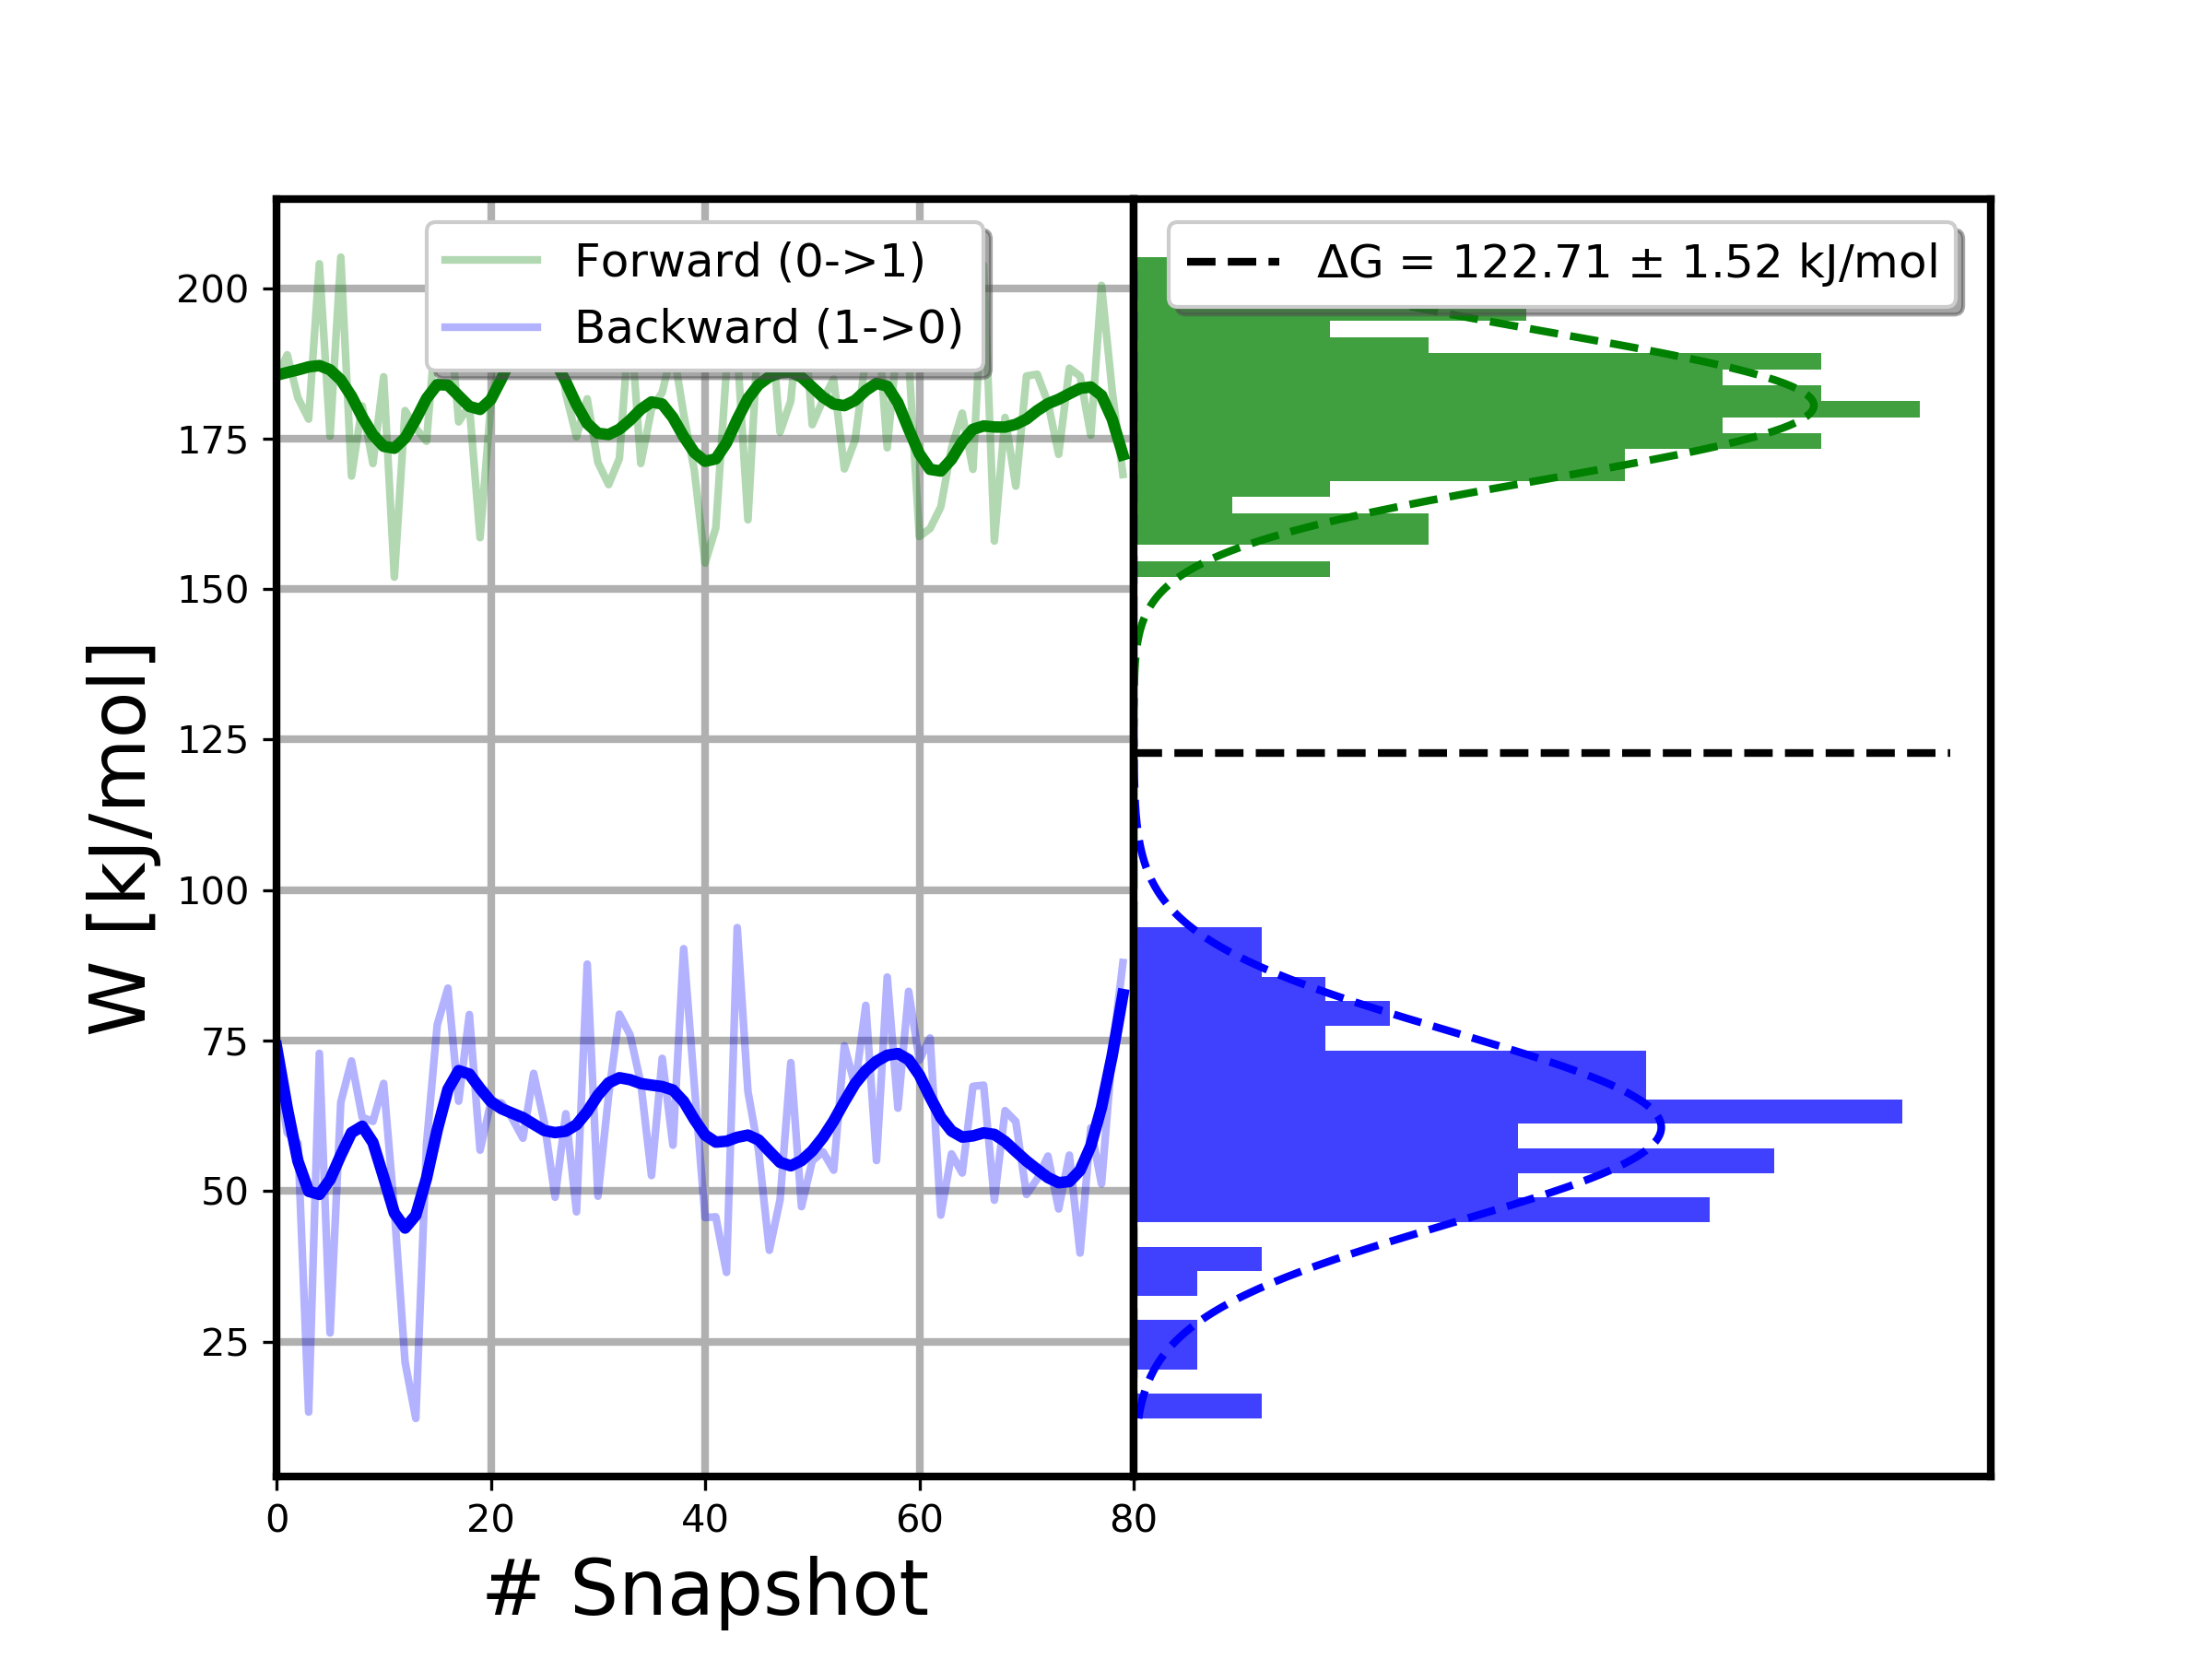 Forward (0->1)
Backward (1->0)
ΔG = 122.71 ± 1.52 kJ/mol
W [kJ/mol]
200
175
150
125
100
75
50
25
0 20 40 60 80
# Snapshot